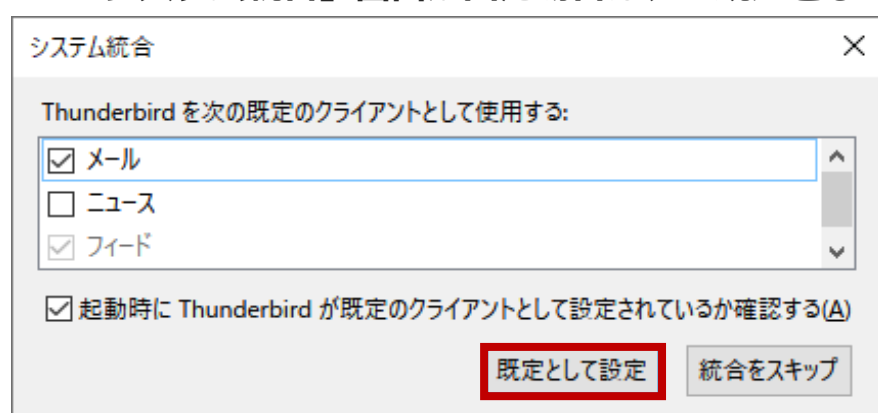 システム統合
Thunderbird を次の既定のクライアントとして使用する:
メール
ニュース
フィード
起動時に Thunderbird が既定のクライアントとして設定されているか確認する(A)
既定として設定
統合をスキップ